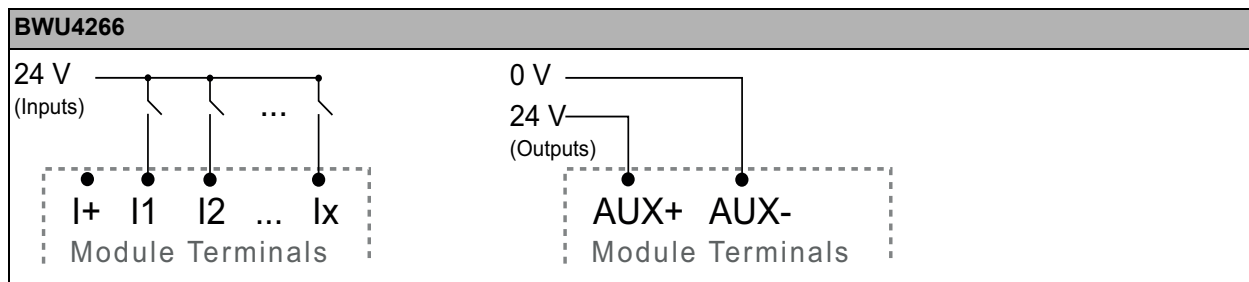 BWU4266
24 V
(Inputs)
...
I+ I1 I2 ... Ix
Module Terminals
0 V
24 V
(Outputs)
AUX+ AUX-
Module Terminals